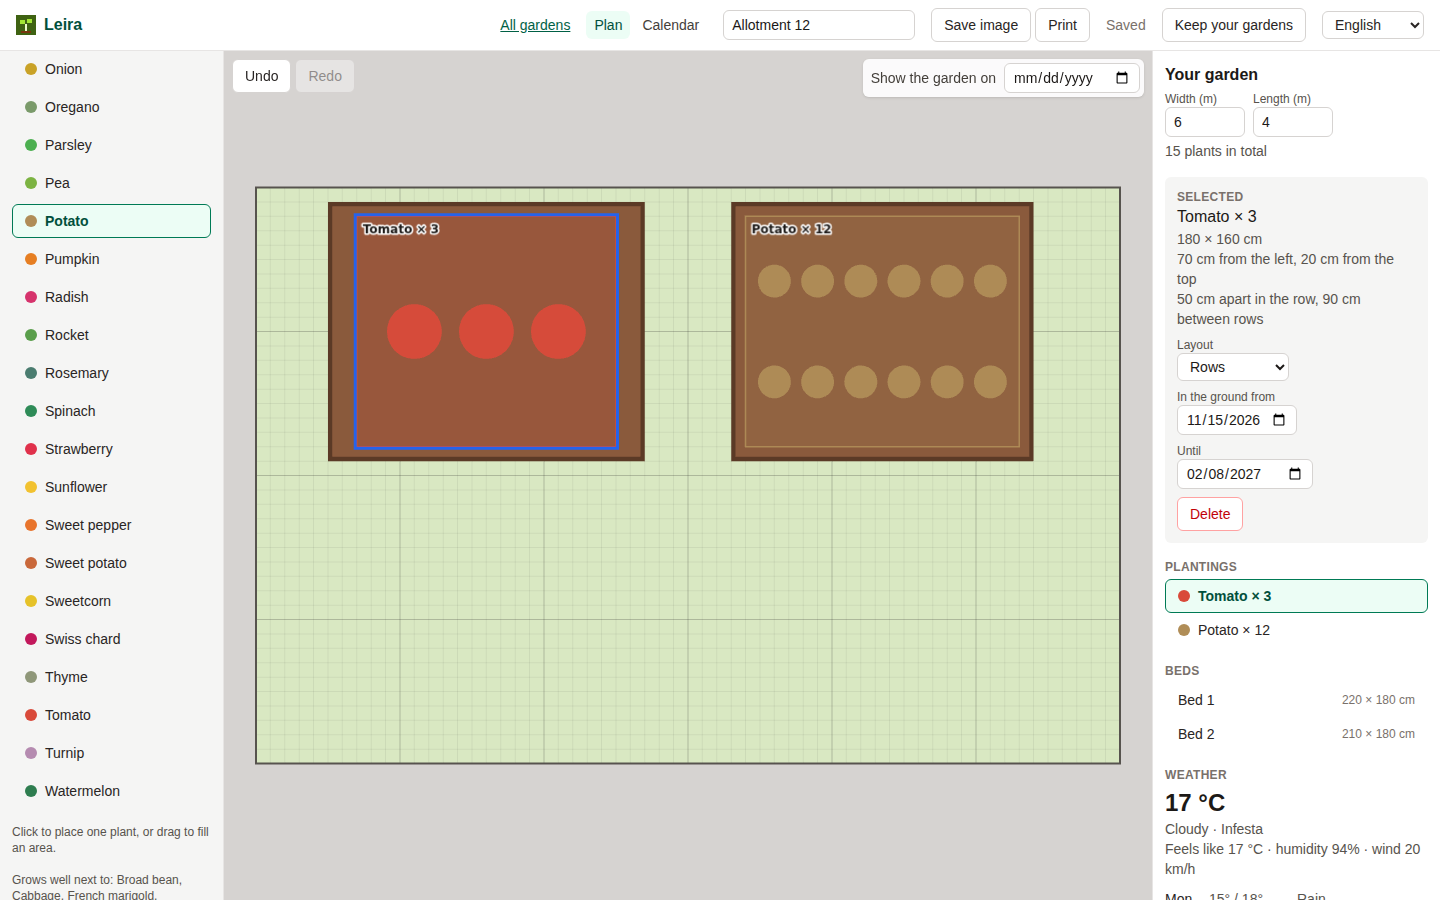 Leira
All gardens
Plan
Calendar
Allotment 12
Save image
Print
Saved
Keep your gardens
English
Onion
Oregano
Parsley
Pea
Potato
Pumpkin
Radish
Rocket
Rosemary
Spinach
Strawberry
Sunflower
Sweet pepper
Sweet potato
Sweetcorn
Swiss chard
Thyme
Tomato
Turnip
Watermelon
Click to place one plant, or drag to fill
an area.
Grows well next to: Broad bean,
Cabbage, French marigold,
Undo
Redo
Show the garden on
mm/dd/yyyy
Tomato × 3
Potato × 12
Your garden
Width (m)
Length (m)
6
4
15 plants in total
SELECTED
Tomato × 3
180 × 160 cm
70 cm from the left, 20 cm from the
top
50 cm apart in the row, 90 cm
between rows
Layout
Rows
In the ground from
11/15/2026
Until
02/08/2027
Delete
PLANTINGS
Tomato × 3
Potato × 12
BEDS
Bed 1 220 × 180 cm
Bed 2 210 × 180 cm
WEATHER
17 °C
Cloudy · Infesta
Feels like 17 °C · humidity 94% · wind 20
km/h
Mon 15° / 18° Rain